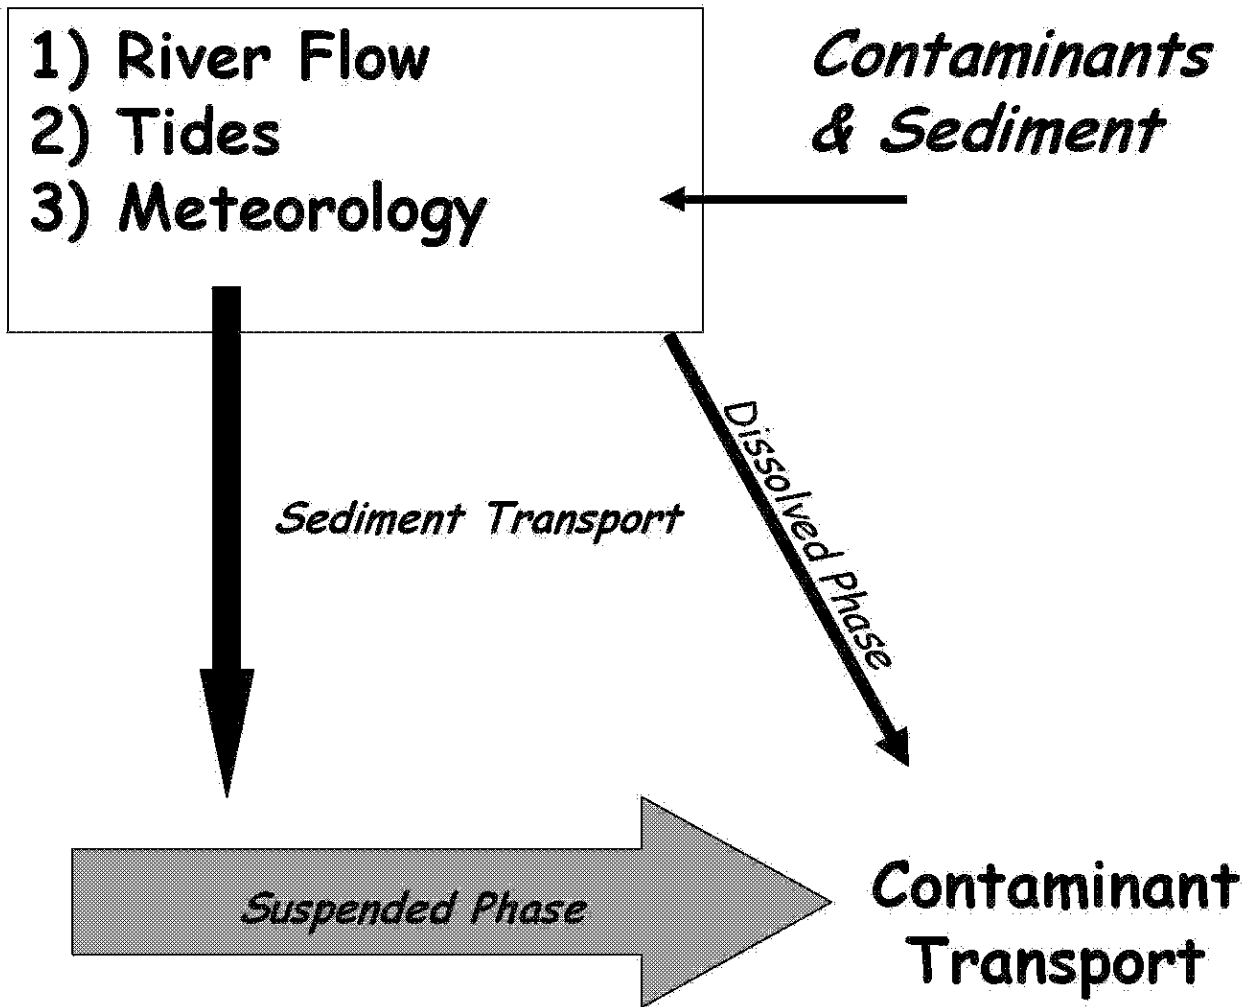 1) River Flow
2) Tides
3) Meteorology
Contaminants
& Sediment
Sediment Transport
Dissolved Phase
Suspended Phase
Contaminant
Transport